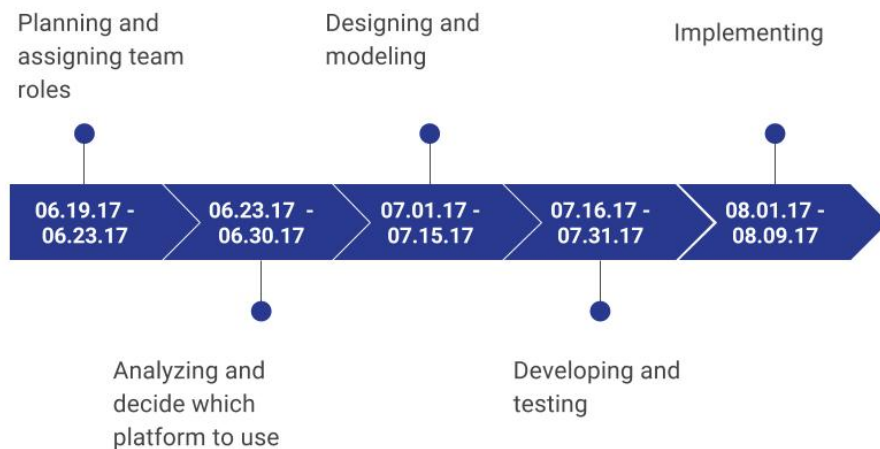 Planning and
assigning team
roles
Designing and
modeling
Implementing
06.19.17 -
06.23.17
06.23.17 -
06.30.17
07.01.17 -
07.15.17
07.16.17 -
07.31.17
08.01.17 -
08.09.17
Analyzing and
decide which
platform to use
Developing and
testing